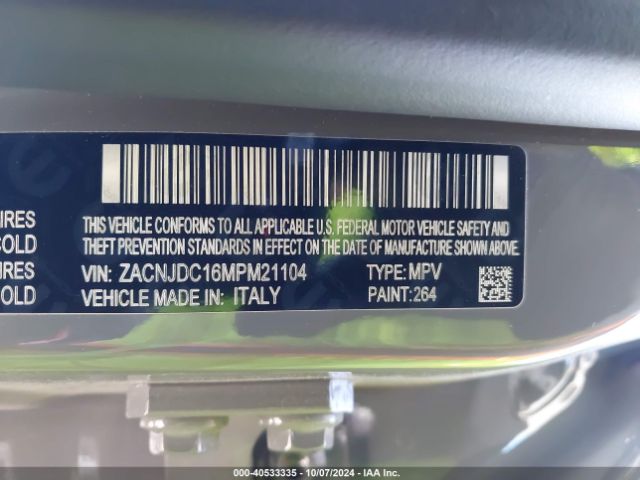 IRES
COLD
IRES
OLD
THIS VEHICLE CONFORMS TO ALL APPLICABLE U.S. FEDERAL MOTOR VEHICLE SAFETY AND
THEFT PREVENTION STANDARDS IN EFFECT ON THE DATE OF MANUFACTURE SHOWN ABOVE.
VIN: ZACNJDC16MPM21104 TYPE: MPV
VEHICLE MADE IN: ITALY PAINT: 264
000-40533335 - 10/07/2024 - IAA Inc.